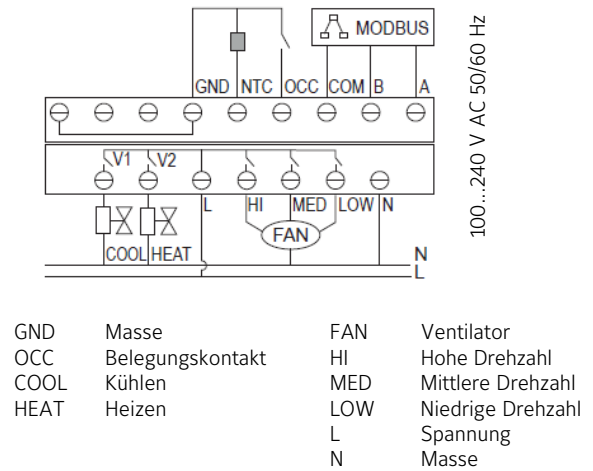 MODBUS
GND NTC OCC COM B A
100...240 V AC 50/60 Hz
V1 V2
L HI MED LOW N
FAN
COOL HEAT
N
L
GND Masse
OCC Belegungskontakt
COOL Kühlen
HEAT Heizen
FAN Ventilator
HI Hohe Drehzahl
MED Mittlere Drehzahl
LOW Niedrige Drehzahl
L Spannung
N Masse